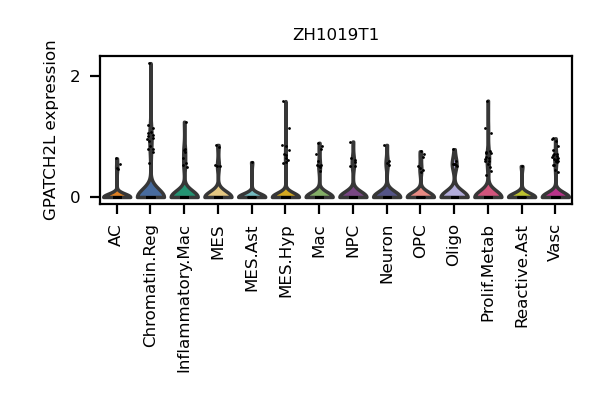 ZH1019T1
GPATCH2L expression
2
0
AC
Chromatin.Reg
Inflammatory.Mac
MES
MES.Ast
MES.Hyp
Mac
NPC
Neuron
OPC
Oligo
Prolif.Metab
Reactive.Ast
Vasc